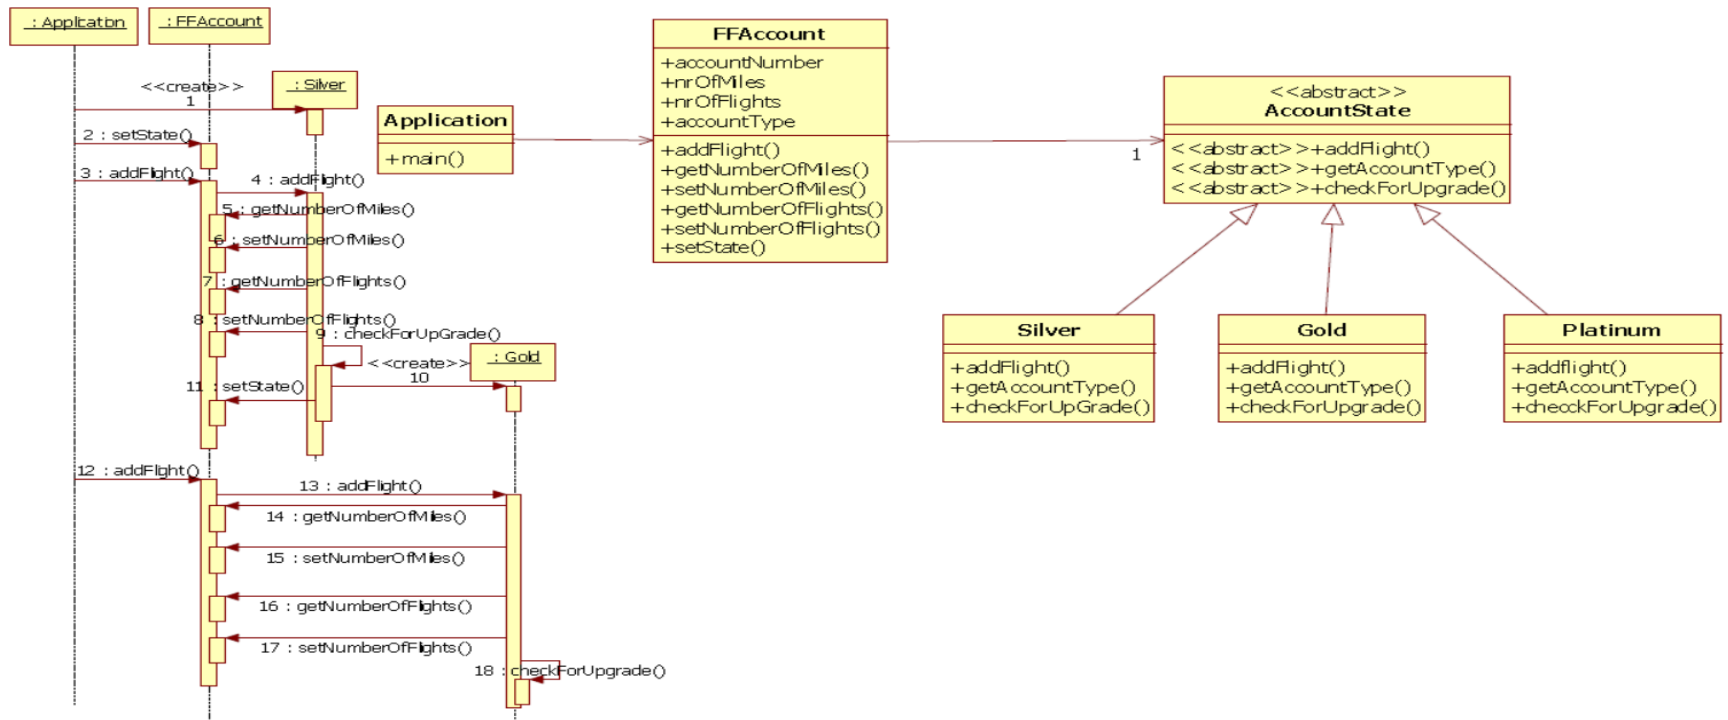 : Application
: FFAccount
<<create>>
: Silver
1
2 : setState()
3 : addFlight()
4 : addFlight()
5 : getNumberOfMiles()
6 : setNumberOfMiles()
7 : getNumberOfFlights()
8 : setNumberOfFlights()
9 : checkForUpGrade()
<<create>>
: Gold
10
11 : setState()
12 : addFlight()
13 : addFlight()
14 : getNumberOfMiles()
15 : setNumberOfMiles()
16 : getNumberOfFlights()
17 : setNumberOfFlights()
18 : checkForUpgrade()
Application
+main()
FFAccount
+accountNumber
+nrOfMiles
+nrOfFlights
+accountType
+addFlight()
+getNumberOfMiles()
+setNumberOfMiles()
+getNumberOfFlights()
+setNumberOfFlights()
+setState()
1
<<abstract>>
AccountState
<<abstract>>+addFlight()
<<abstract>>+getAccountType()
<<abstract>>+checkForUpgrade()
Silver
+addFlight()
+getAccountType()
+checkForUpGrade()
Gold
+addFlight()
+getAccountType()
+checkForUpgrade()
Platinum
+addflight()
+getAccountType()
+checckForUpgrade()